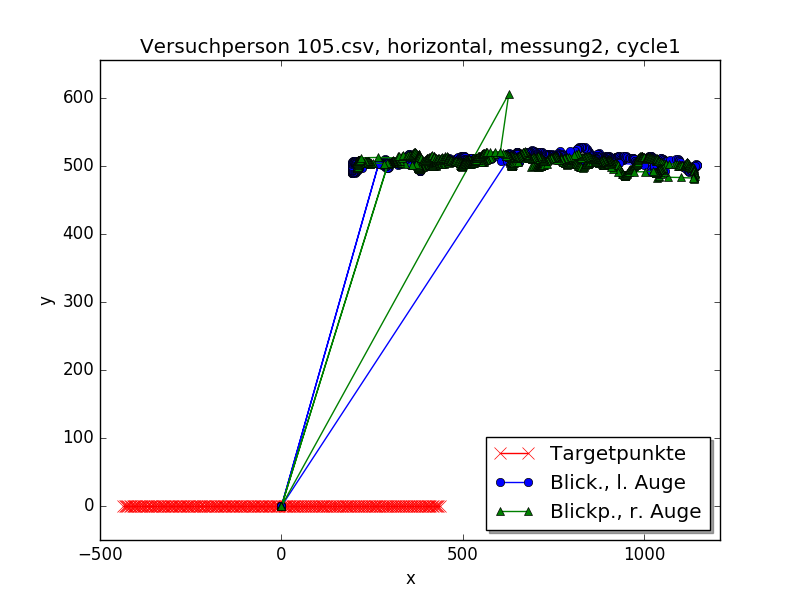 Versuchperson 105.csv, horizontal, messung2, cycle1
600
500
400
300
200
100
0
y
−500
0
500
1000
x
Targetpunkte
Blick., l. Auge
Blickp., r. Auge